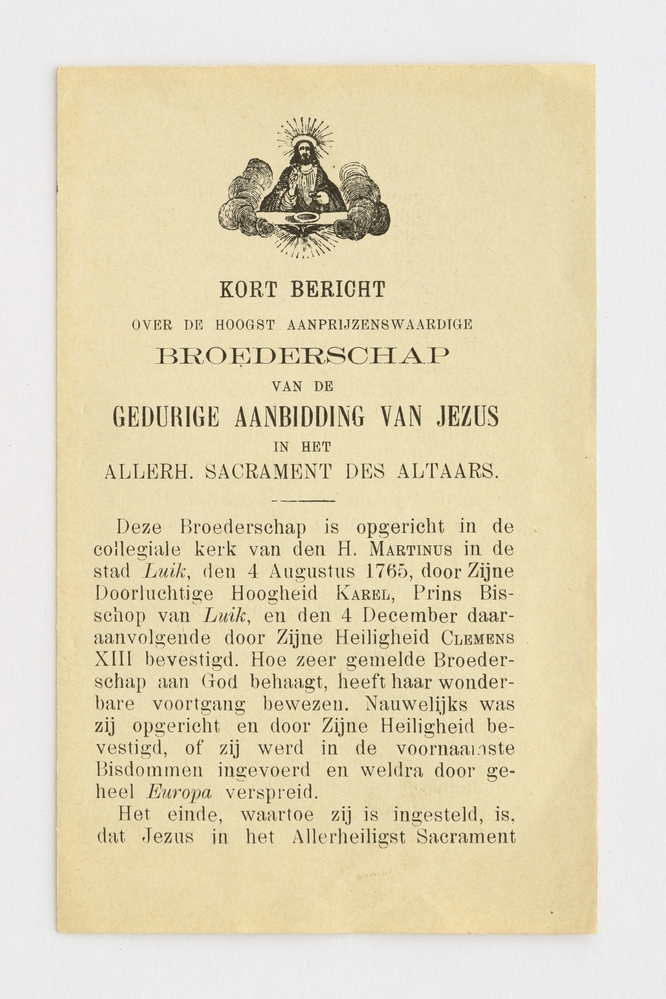 KORT BERICHT
OVER DE HOOGST AANPRIJZENSWAARDIGE
BROEDERSCHAP
VAN DE
GEDURIGE AANBIDDING VAN JEZUS
IN HET
ALLERH. SACRAMENT DES ALTAARS.
Deze Broederschap is opgericht in de
collegiale kerk van den H. MARTINUS in de
stad Luik, den 4 Augustus 1765, door Zijne
Doorluchtige Hoogheid KAREL, Prins Bis-
schop van Luik, en den 4 December daar-
aanvolgende door Zijne Heiligheid CLEMENS
XIII bevestigd. Hoe zeer gemelde Broeder-
schap aan God behaagt, heeft haar wonder-
bare voortgang bewezen. Nauwelijks was
zij opgericht en door Zijne Heiligheid be-
vestigd, of zij werd in de voornaamste
Bisdommen ingevoerd en weldra door ge-
heel Europa verspreid.
Het einde, waartoe zij is ingesteld, is,
dat Jezus in het Allerheiligst Sacrament